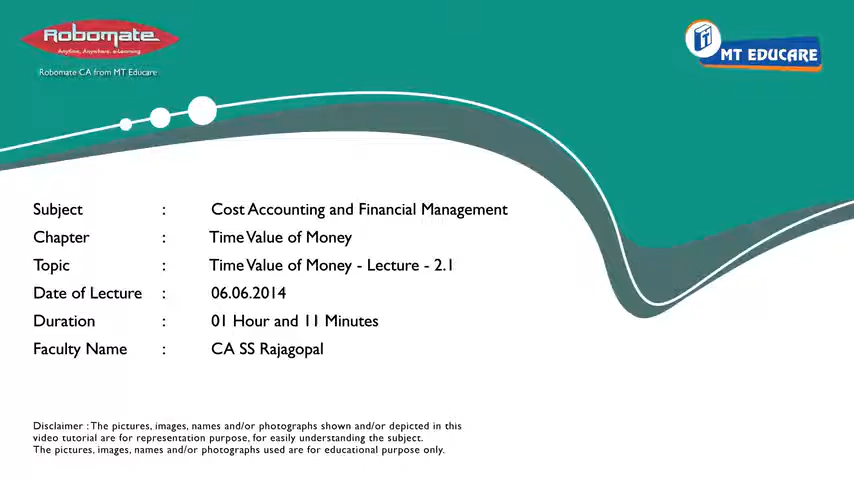 Robomate
Anytime, Anywhere, e-Learning
Robomate CA from MT Educare
MT EDUCARE
Subject : Cost Accounting and Financial Management
Chapter : Time Value of Money
Topic : Time Value of Money - Lecture - 2.1
Date of Lecture : 06.06.2014
Duration : 01 Hour and 11 Minutes
Faculty Name : CA SS Rajagopal
Disclaimer : The pictures, images, names and/or photographs shown and/or depicted in this
video tutorial are for representation purpose, for easily understanding the subject.
The pictures, images, names and/or photographs used are for educational purpose only.